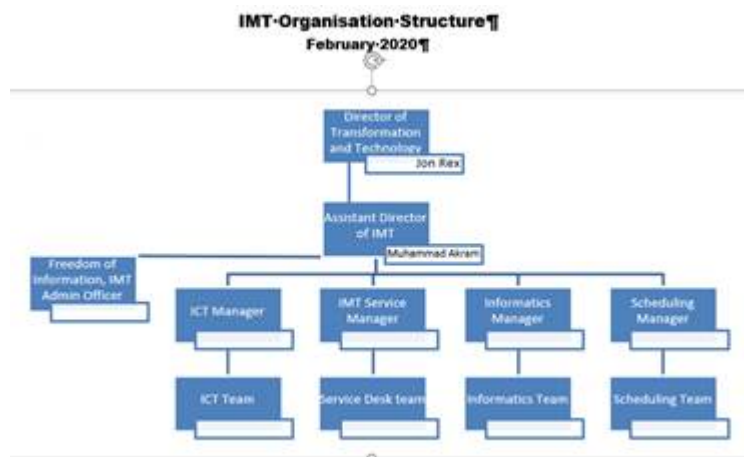 IMT·Organisation·Structure¶
February·2020¶
Director of
Transformation
and Technology
Jon Rex
Assistant Director
of IMT
Muhammad Akram
Freedom of
Information, IMT
Admin Officer
ICT Manager
IMT Service
Manager
Informatics
Manager
Scheduling
Manager
ICT Team
Service Desk team
Informatics Team
Scheduling Team